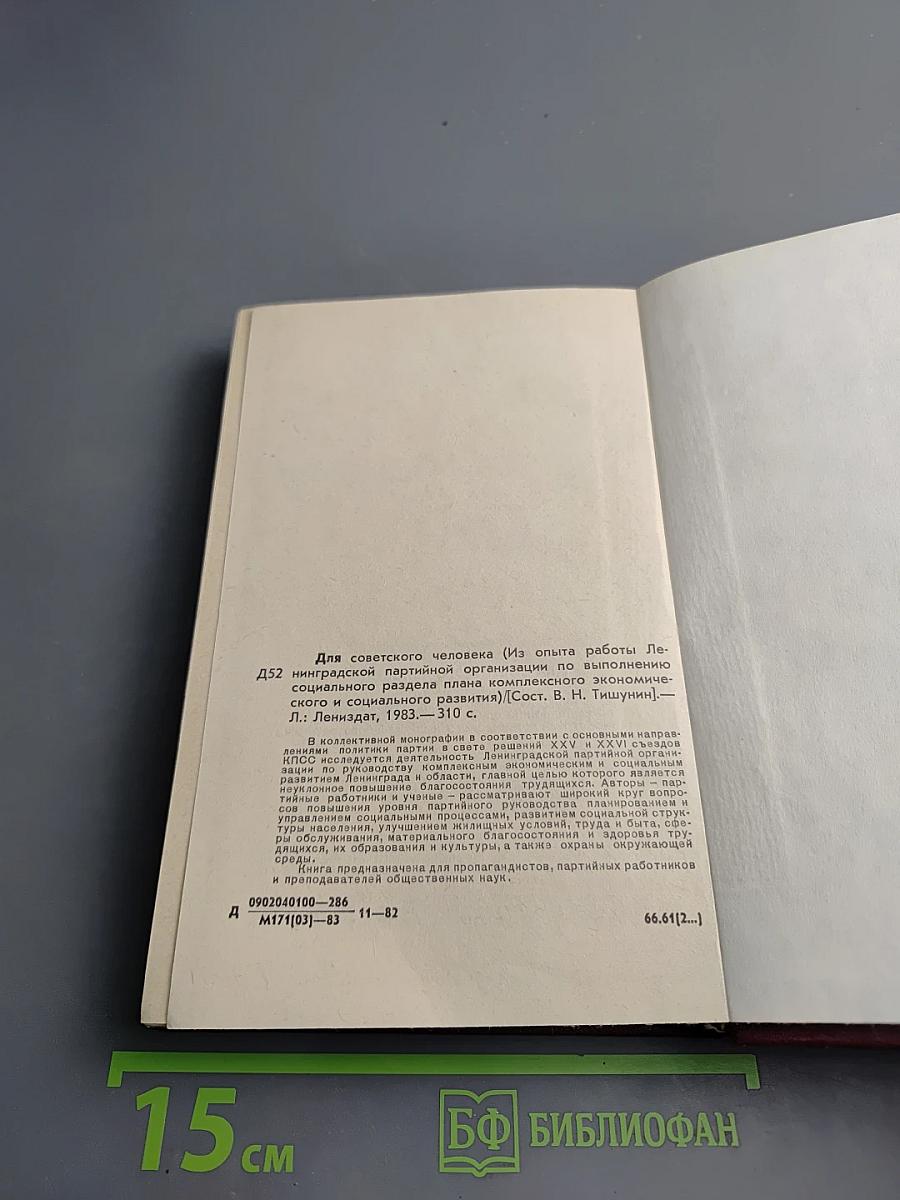 Для советского человека (Из опыта работы Ле-
Д52 нинградской партийной организации по выполнению
социального раздела плана комплексного экономиче-
ского и социального развития)/[Сост. В. Н. Тишунин].—
Л.: Лениздат, 1983.—310 с.
В коллективной монографии в соответствии с основными направ-
лениями политики партии в свете решений XXV и XXVI съездов
КПСС исследуется деятельность Ленинградской партийной органи-
зации по руководству комплексным экономическим и социальным
развитием Ленинграда и области, главной целью которого является
неуклонное повышение благосостояния трудящихся. Авторы — пар-
тийные работники и ученые — рассматривают широкий круг вопро-
сов повышения уровня партийного руководства планированием и
управлением социальными процессами, развитием социальной струк-
туры населения, улучшением жилищных условий, труда и быта, сфе-
ры обслуживания, материального благосостояния и здоровья тру-
дящихся, их образования и культуры, а также охраны окружающей
среды.
Книга предназначена для пропагандистов, партийных работников
и преподавателей общественных наук.
Д 0902040100—286
М171(03)—83 11—82
66.61(2...)
15 см
БФ БИБЛИОФАН